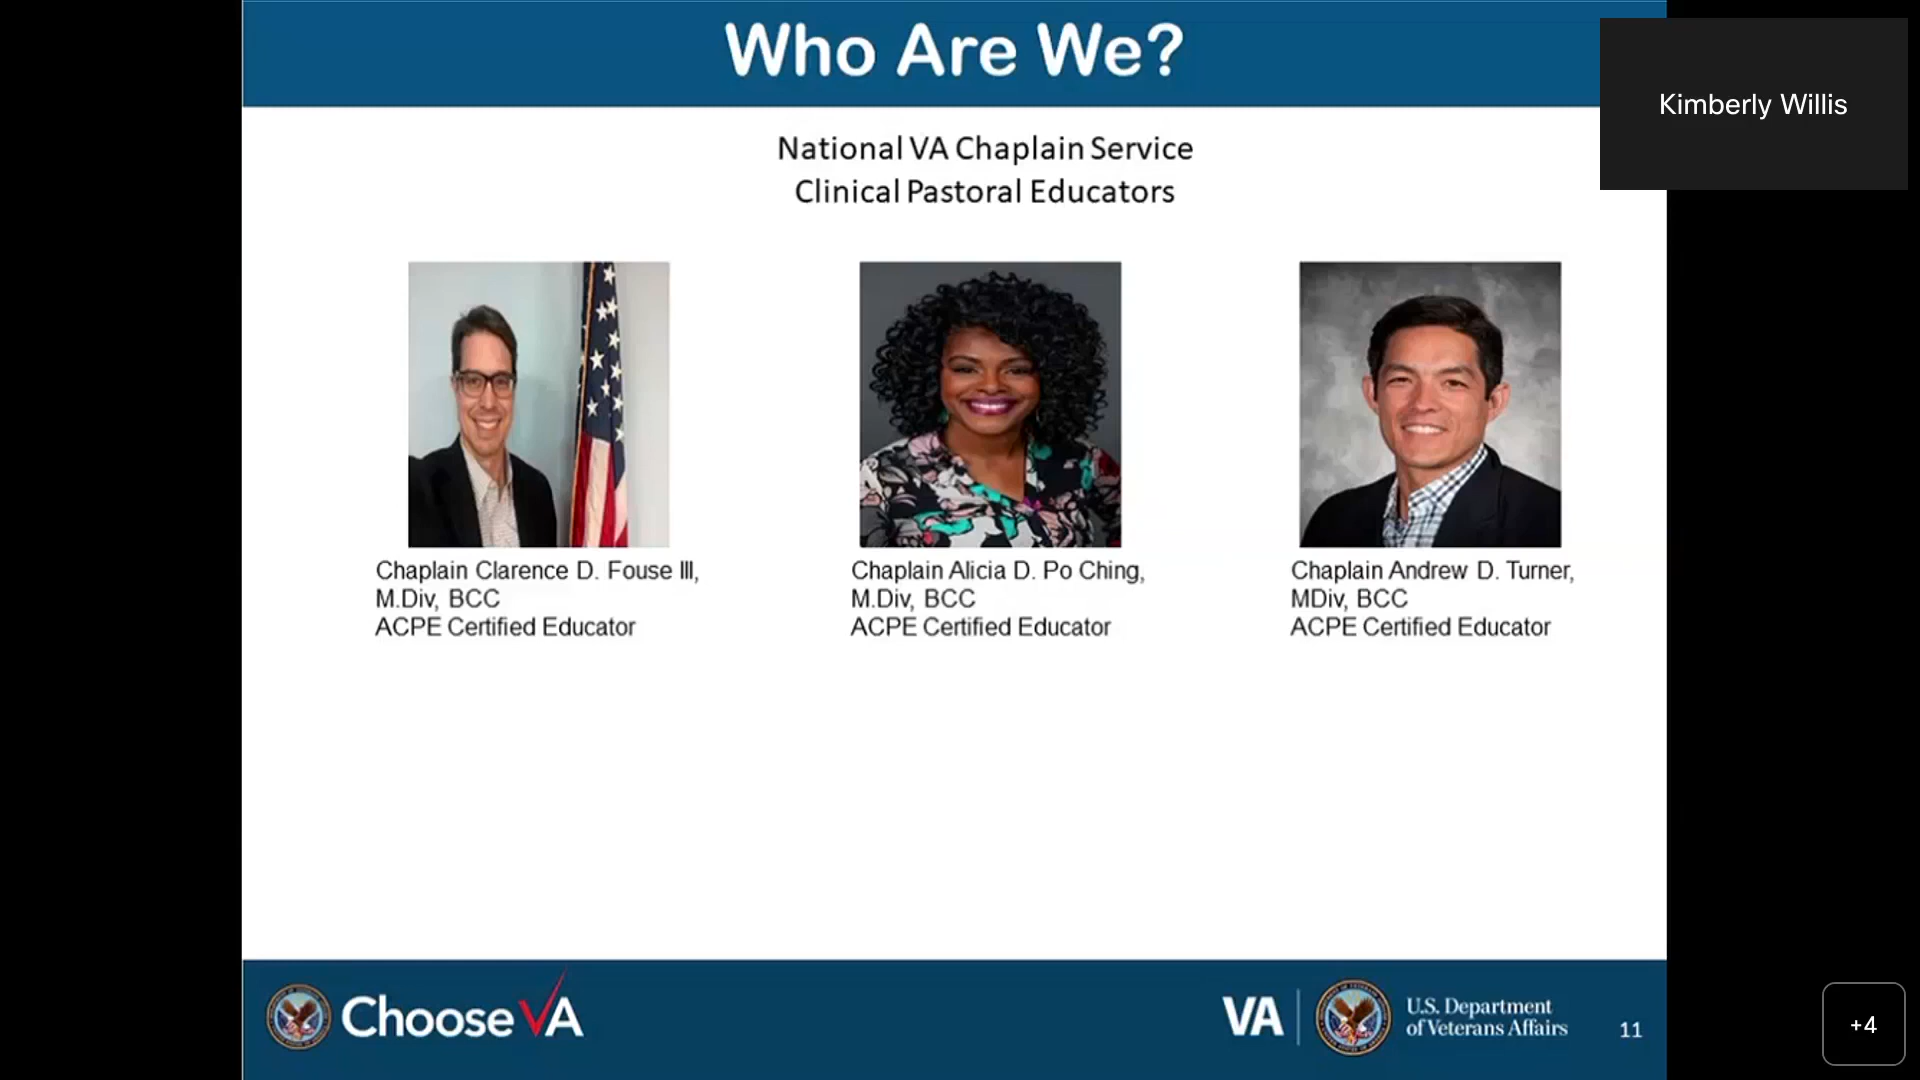 Who Are We?
Kimberly Willis
National VA Chaplain Service
Clinical Pastoral Educators
Chaplain Clarence D. Fouse III,
M.Div, BCC
ACPE Certified Educator
Chaplain Alicia D. Po Ching,
M.Div, BCC
ACPE Certified Educator
Chaplain Andrew D. Turner,
MDiv, BCC
ACPE Certified Educator
Choose VA
VA
U.S. Department
of Veterans Affairs
11
+4